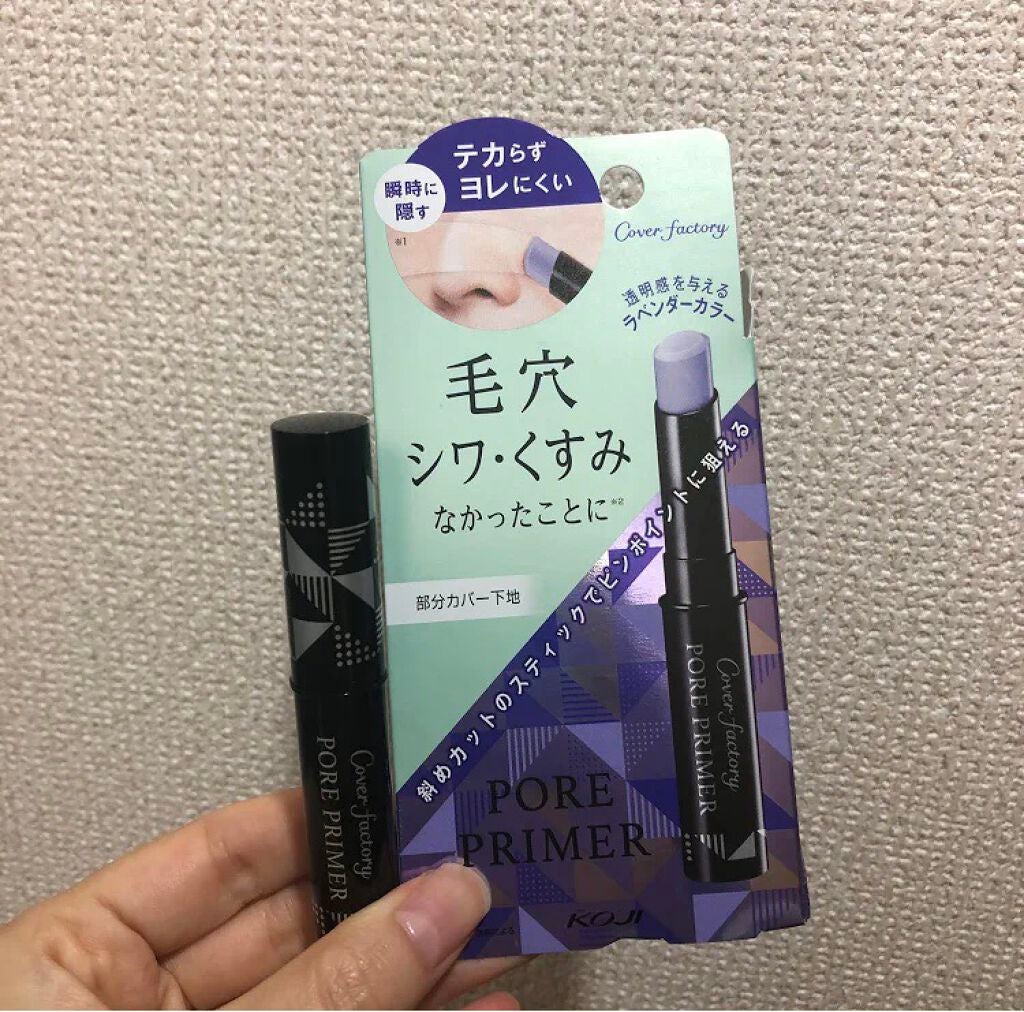 テカらず
ヨレにくい
瞬時に
隠す
※1
Cover factory
透明感を与える
ラベンダーカラー
毛穴
シワ・くすみ
なかったことに※2
部分カバー下地
斜めカットのスティックでピンポイントに狙える
PORE
PRIMER
KOJI
Cover factory
PORE PRIMER
Cover factory
PORE PRIMER